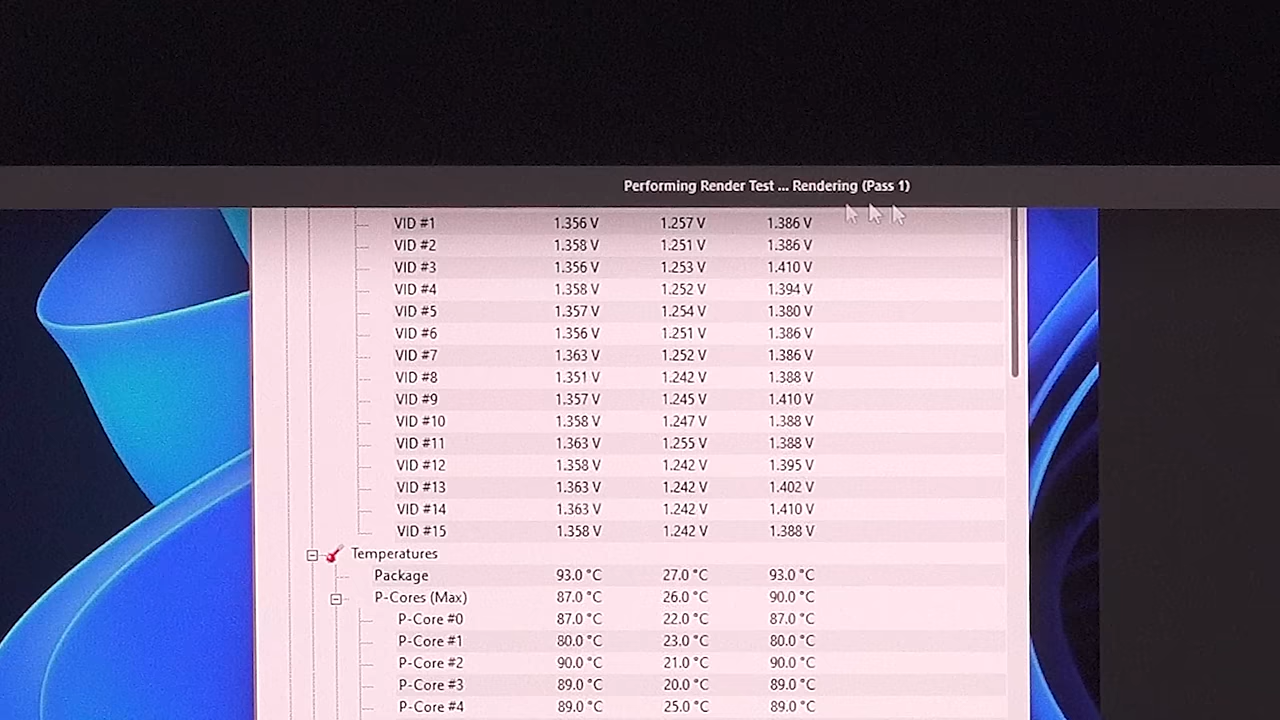 Performing Render Test ... Rendering (Pass 1)
VID #1 1.356 V 1.257 V 1.386 V
VID #2 1.358 V 1.251 V 1.386 V
VID #3 1.356 V 1.253 V 1.410 V
VID #4 1.358 V 1.252 V 1.394 V
VID #5 1.357 V 1.254 V 1.380 V
VID #6 1.356 V 1.251 V 1.386 V
VID #7 1.363 V 1.252 V 1.386 V
VID #8 1.351 V 1.242 V 1.388 V
VID #9 1.357 V 1.245 V 1.410 V
VID #10 1.358 V 1.247 V 1.388 V
VID #11 1.363 V 1.255 V 1.388 V
VID #12 1.358 V 1.242 V 1.395 V
VID #13 1.363 V 1.242 V 1.402 V
VID #14 1.363 V 1.242 V 1.410 V
VID #15 1.358 V 1.242 V 1.388 V
Temperatures
Package 93.0 °C 27.0 °C 93.0 °C
P-Cores (Max) 87.0 °C 26.0 °C 90.0 °C
P-Core #0 87.0 °C 22.0 °C 87.0 °C
P-Core #1 80.0 °C 23.0 °C 80.0 °C
P-Core #2 90.0 °C 21.0 °C 90.0 °C
P-Core #3 89.0 °C 20.0 °C 89.0 °C
P-Core #4 89.0 °C 25.0 °C 89.0 °C